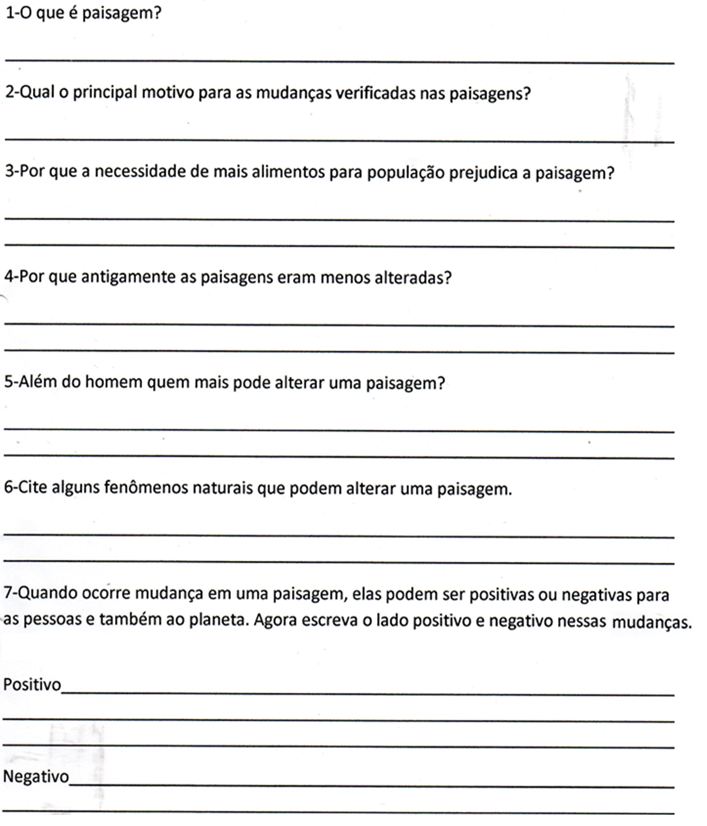 1-O que é paisagem?
2-Qual o principal motivo para as mudanças verificadas nas paisagens?
3-Por que a necessidade de mais alimentos para população prejudica a paisagem?
4-Por que antigamente as paisagens eram menos alteradas?
5-Além do homem quem mais pode alterar uma paisagem?
6-Cite alguns fenômenos naturais que podem alterar uma paisagem.
7-Quando ocorre mudança em uma paisagem, elas podem ser positivas ou negativas para
as pessoas e também ao planeta. Agora escreva o lado positivo e negativo nessas mudanças.
Positivo
Negativo